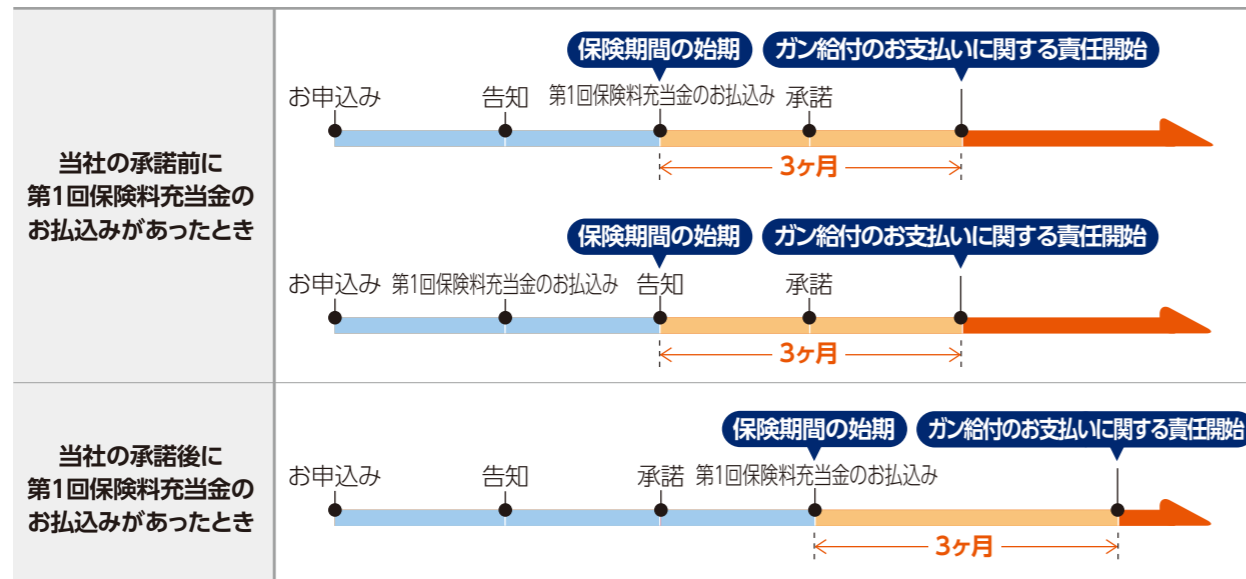 当社の承諾前に
第1回保険料充当金の
お払込みがあったとき
保険期間の始期 ガン給付のお支払いに関する責任開始
お申込み 告知 第1回保険料充当金のお払込み 承諾
3ヶ月
保険期間の始期 ガン給付のお支払いに関する責任開始
お申込み 第1回保険料充当金のお払込み 告知 承諾
3ヶ月
当社の承諾後に
第1回保険料充当金の
お払込みがあったとき
保険期間の始期 ガン給付のお支払いに関する責任開始
お申込み 告知 承諾 第1回保険料充当金のお払込み
3ヶ月